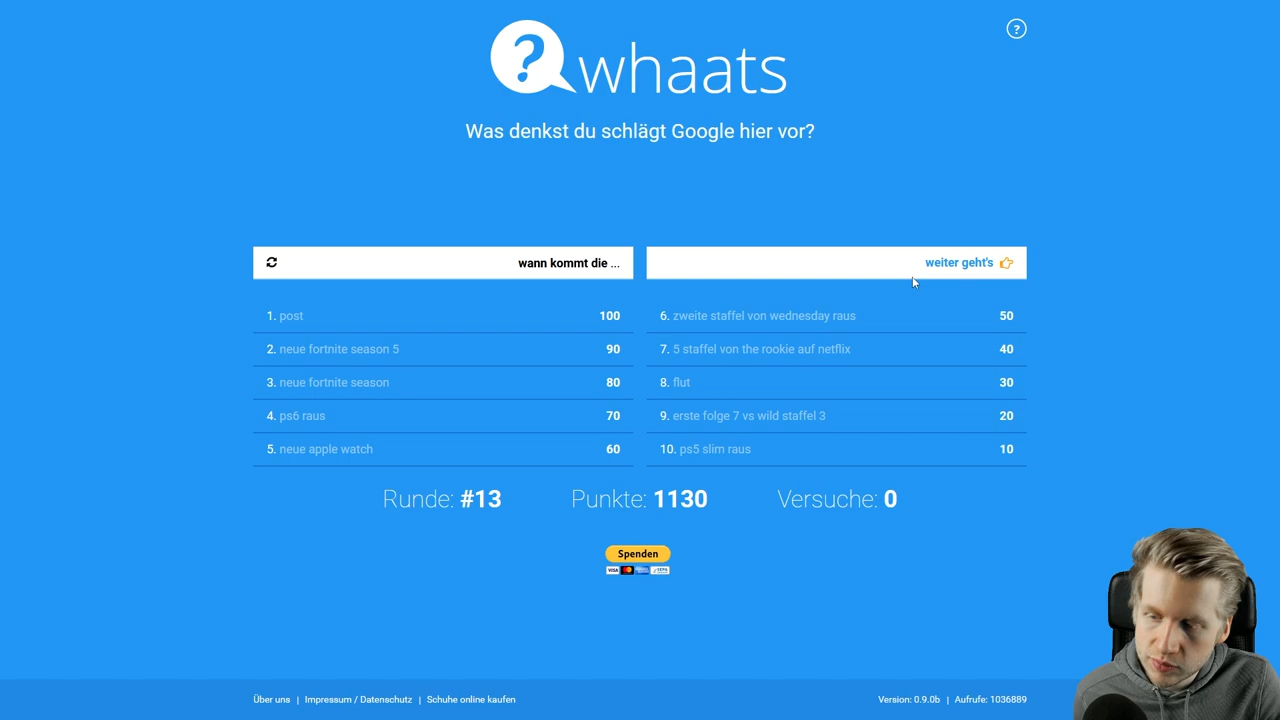 ?
whaats
?
Was denkst du schlägt Google hier vor?
wann kommt die ...
weiter geht's
1. post 100
2. neue fortnite season 5 90
3. neue fortnite season 80
4. ps6 raus 70
5. neue apple watch 60
6. zweite staffel von wednesday raus 50
7. 5 staffel von the rookie auf netflix 40
8. flut 30
9. erste folge 7 vs wild staffel 3 20
10. ps5 slim raus 10
Runde: #13 Punkte: 1130 Versuche: 0
Spenden
VISA
Über uns | Impressum / Datenschutz | Schuhe online kaufen
Version: 0.9.0b | Aufrufe: 1036889